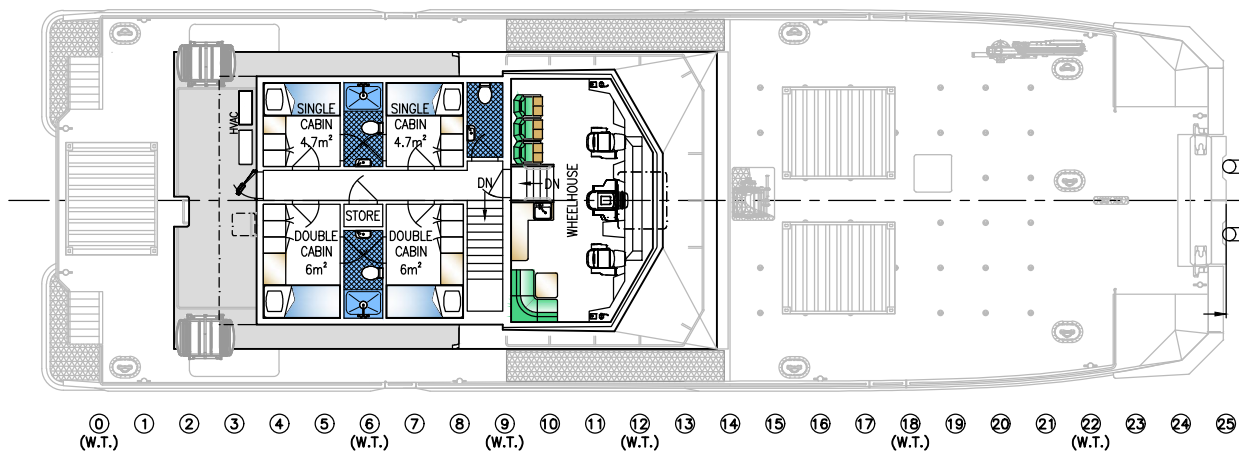 HVAC
SINGLE
CABIN
4.7m²
SINGLE
CABIN
4.7m²
DN
DN
WHEELHOUSE
STORE
DOUBLE
CABIN
6m²
DOUBLE
CABIN
6m²
0 1 2 3 4 5 6 7 8 9 10 11 12 13 14 15 16 17 18 19 20 21 22 23 24 25
(W.T.) (W.T.) (W.T.) (W.T.) (W.T.) (W.T.)